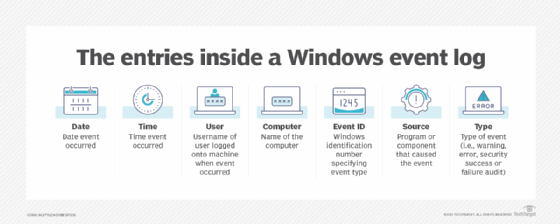 The entries inside a Windows event log
1245
ERROR
Date
Date event
occurred
Time
Time event
occurred
User
Username of
user logged
onto machine
when event
occurred
Computer
Name of the
computer
Event ID
Windows
identification
number
specifying
event type
Source
Program or
component
that caused
the event
Type
Type of event
(i.e., warning,
error, security
success or
failure audit)
TechTarget